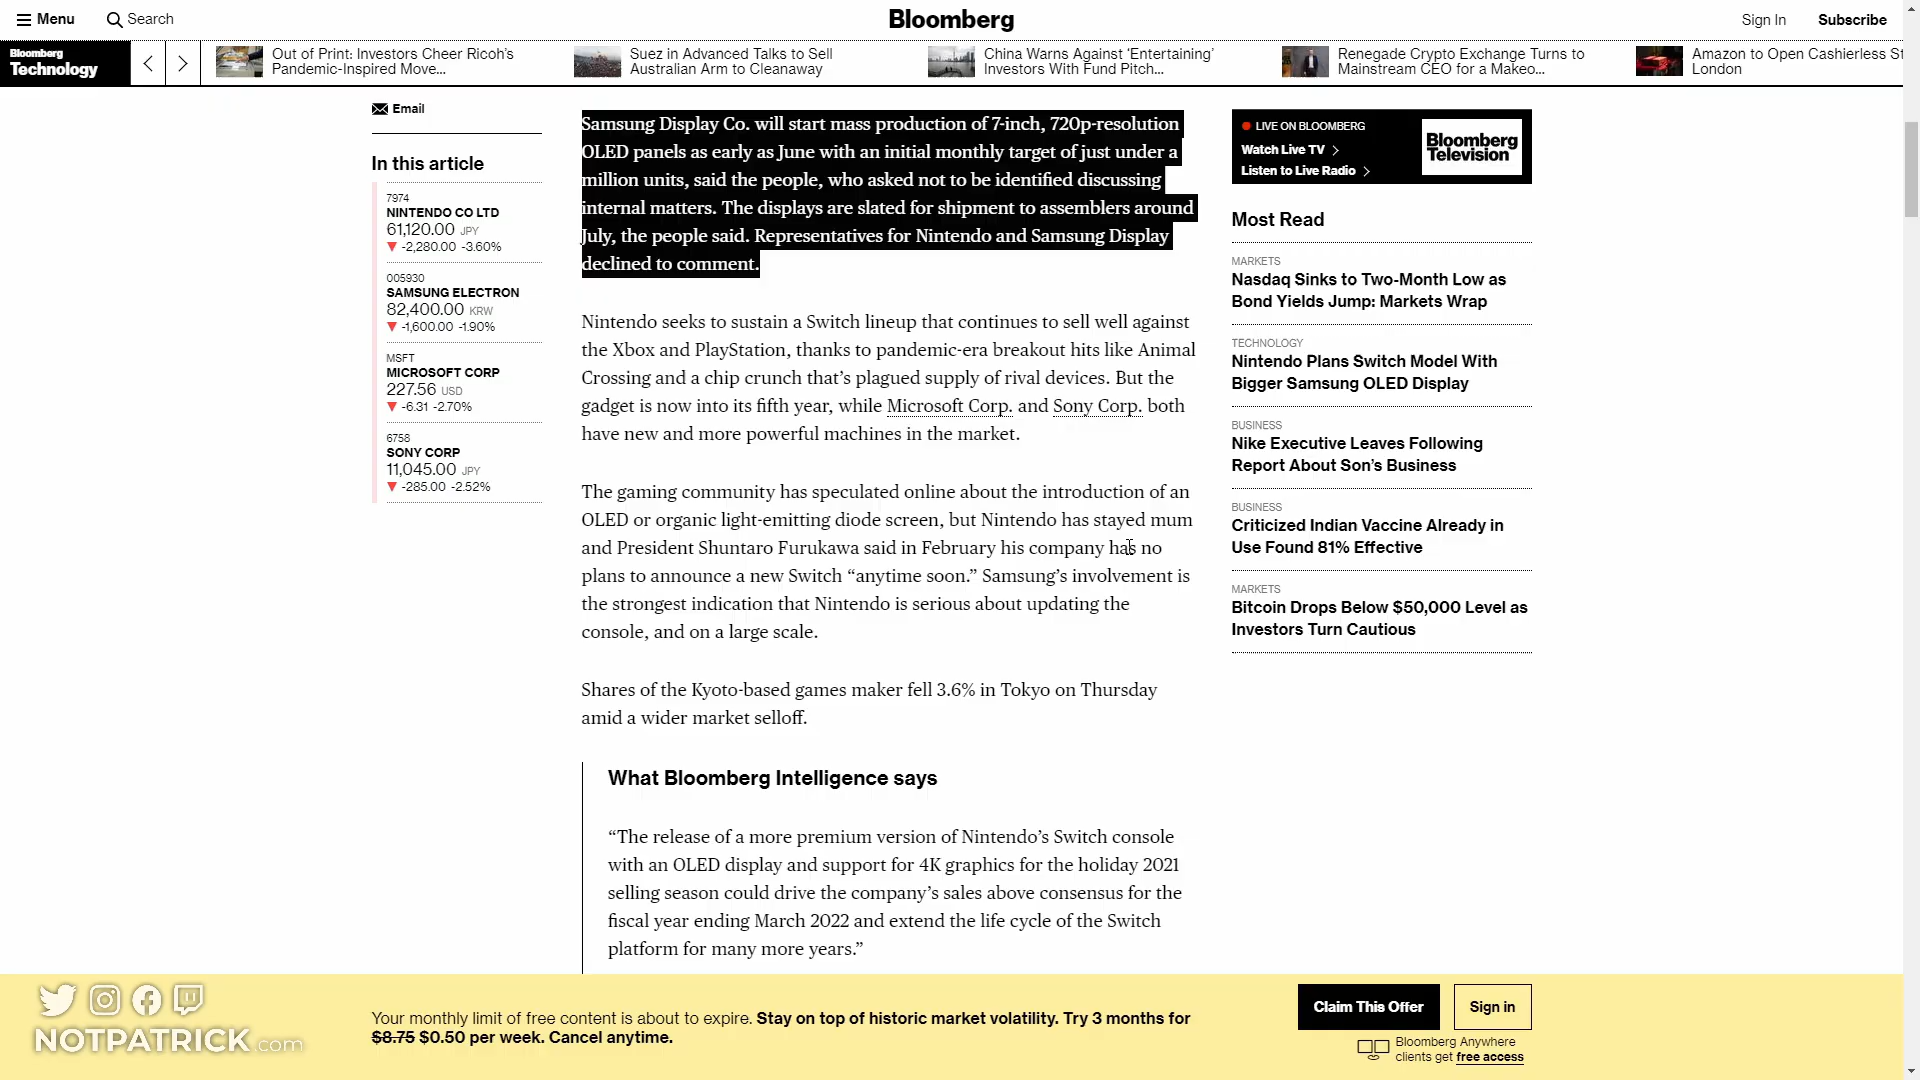 Menu
Search
Bloomberg
Sign In
Subscribe
Bloomberg
Technology
Out of Print: Investors Cheer Ricoh's
Pandemic-Inspired Move...
Suez in Advanced Talks to Sell
Australian Arm to Cleanaway
China Warns Against 'Entertaining'
Investors With Fund Pitch...
Renegade Crypto Exchange Turns to
Mainstream CEO for a Makeo...
Amazon to Open Cashierless St
London
Email
In this article
7974
NINTENDO CO LTD
61,120.00 JPY
▼ -2,280.00 -3.60%
005930
SAMSUNG ELECTRON
82,400.00 KRW
▼ -1,600.00 -1.90%
MSFT
MICROSOFT CORP
227.56 USD
▼ -6.31 -2.70%
6758
SONY CORP
11,045.00 JPY
▼ -285.00 -2.52%
Samsung Display Co. will start mass production of 7-inch, 720p-resolution
OLED panels as early as June with an initial monthly target of just under a
million units, said the people, who asked not to be identified discussing
internal matters. The displays are slated for shipment to assemblers around
July, the people said. Representatives for Nintendo and Samsung Display
declined to comment.
Nintendo seeks to sustain a Switch lineup that continues to sell well against
the Xbox and PlayStation, thanks to pandemic-era breakout hits like Animal
Crossing and a chip crunch that's plagued supply of rival devices. But the
gadget is now into its fifth year, while Microsoft Corp. and Sony Corp. both
have new and more powerful machines in the market.
The gaming community has speculated online about the introduction of an
OLED or organic light-emitting diode screen, but Nintendo has stayed mum
and President Shuntaro Furukawa said in February his company has no
plans to announce a new Switch “anytime soon.” Samsung's involvement is
the strongest indication that Nintendo is serious about updating the
console, and on a large scale.
Shares of the Kyoto-based games maker fell 3.6% in Tokyo on Thursday
amid a wider market selloff.
What Bloomberg Intelligence says
“The release of a more premium version of Nintendo's Switch console
with an OLED display and support for 4K graphics for the holiday 2021
selling season could drive the company's sales above consensus for the
fiscal year ending March 2022 and extend the life cycle of the Switch
platform for many more years.”
LIVE ON BLOOMBERG
Watch Live TV
Listen to Live Radio
Bloomberg
Television
Most Read
MARKETS
Nasdaq Sinks to Two-Month Low as
Bond Yields Jump: Markets Wrap
TECHNOLOGY
Nintendo Plans Switch Model With
Bigger Samsung OLED Display
BUSINESS
Nike Executive Leaves Following
Report About Son's Business
BUSINESS
Criticized Indian Vaccine Already in
Use Found 81% Effective
MARKETS
Bitcoin Drops Below $50,000 Level as
Investors Turn Cautious
NOTPATRICK.com
Your monthly limit of free content is about to expire. Stay on top of historic market volatility. Try 3 months for
$8.75 $0.50 per week. Cancel anytime.
Claim This Offer
Sign in
Bloomberg Anywhere
clients get free access